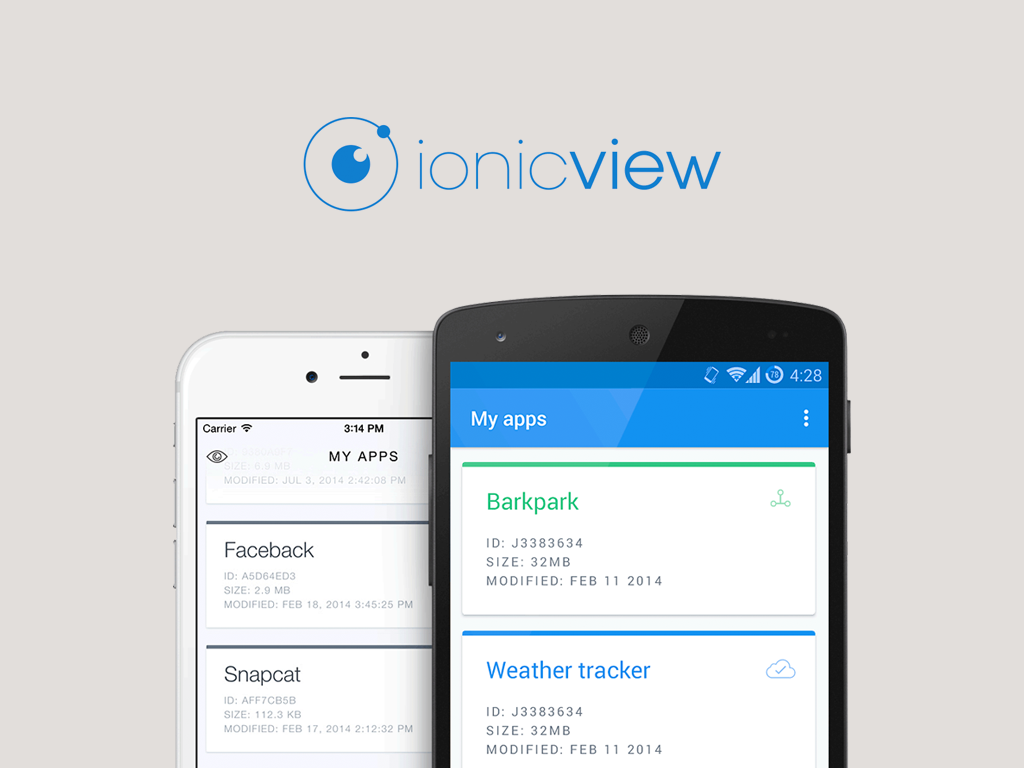 ionicview
Carrier
3:14 PM
MY APPS
SIZE: 6.9 MB
MODIFIED: JUL 3, 2014 2:42:08 PM
Faceback
ID: A5D64ED3
SIZE: 2.9 MB
MODIFIED: FEB 18, 2014 3:45:25 PM
Snapcat
ID: AFF7CB5B
SIZE: 112.3 KB
MODIFIED: FEB 17, 2014 2:12:32 PM
78 4:28
My apps
Barkpark
ID: J3383634
SIZE: 32MB
MODIFIED: FEB 11 2014
Weather tracker
ID: J3383634
SIZE: 32MB
MODIFIED: FEB 11 2014